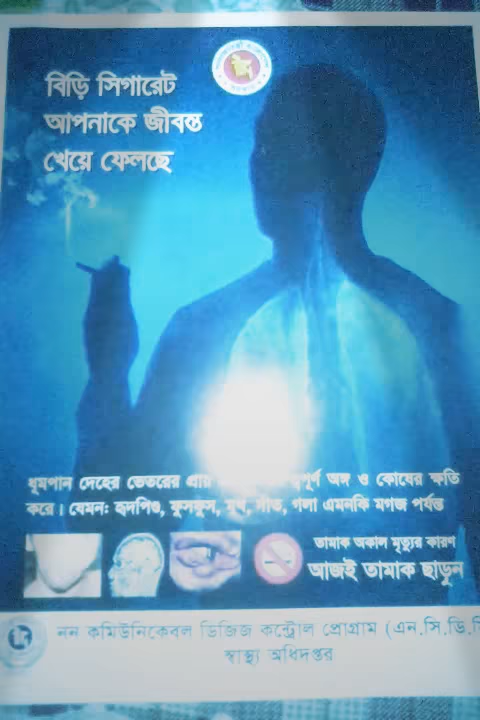 বিড়ি সিগারেট
আপনাকে জীবন্ত
খেয়ে ফেলছে
ধূমপান দেহের ভেতরের প্রায় অঙ্গ ও কোষের ক্ষতি
করে। যেমন: হৃদপিণ্ড, ফুসফুস, মুখ, দাঁত, গলা এমনকি মগজ পর্যন্ত
তামাক অকাল মৃত্যুর কারণ
আজই তামাক ছাড়ুন
নন কমিউনিকেবল ডিজিজ কন্ট্রোল প্রোগ্রাম (এন.সি.ডি.
স্বাস্থ্য অধিদপ্তর